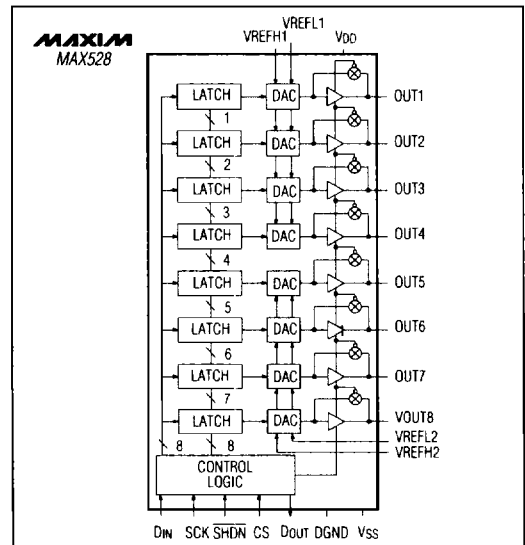 MAXIM
MAX528
VREFL1
VREFH1
VDD
LATCH DAC OUT1
1
LATCH DAC OUT2
2
LATCH DAC OUT3
3
LATCH DAC OUT4
4
LATCH DAC OUT5
5
LATCH DAC OUT6
6
LATCH DAC OUT7
7
LATCH DAC VOUT8
VREFL2
8 8
VREFH2
CONTROL
LOGIC
DIN SCK SHDN CS DOUT DGND VSS